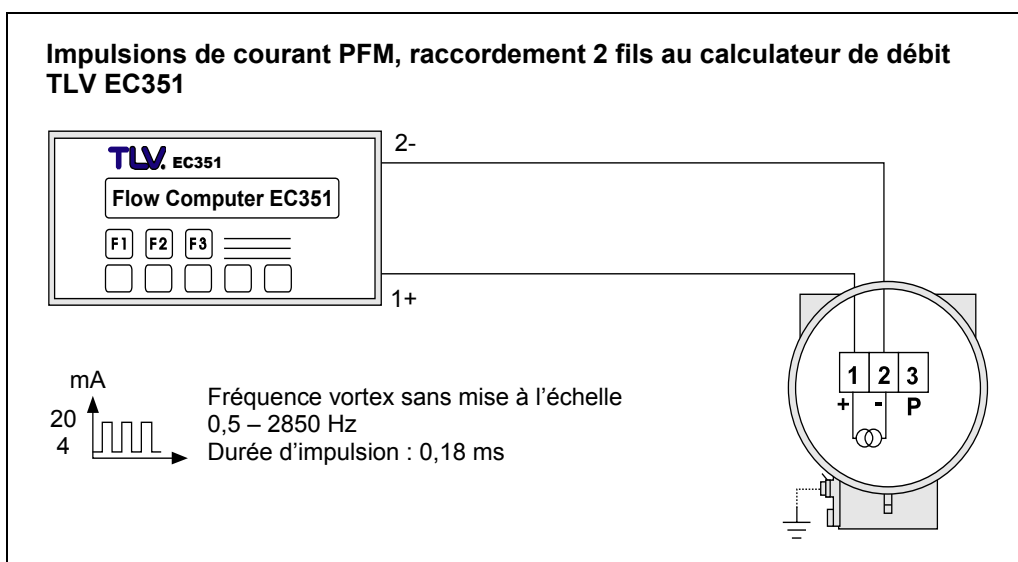 Impulsions de courant PFM, raccordement 2 fils au calculateur de débit
TLV EC351
2-
TLV. EC351
Flow Computer EC351
F1 F2 F3
1+
1 2 3
+ - P
mA
20
4
Fréquence vortex sans mise à l’échelle
0,5 – 2850 Hz
Durée d’impulsion : 0,18 ms